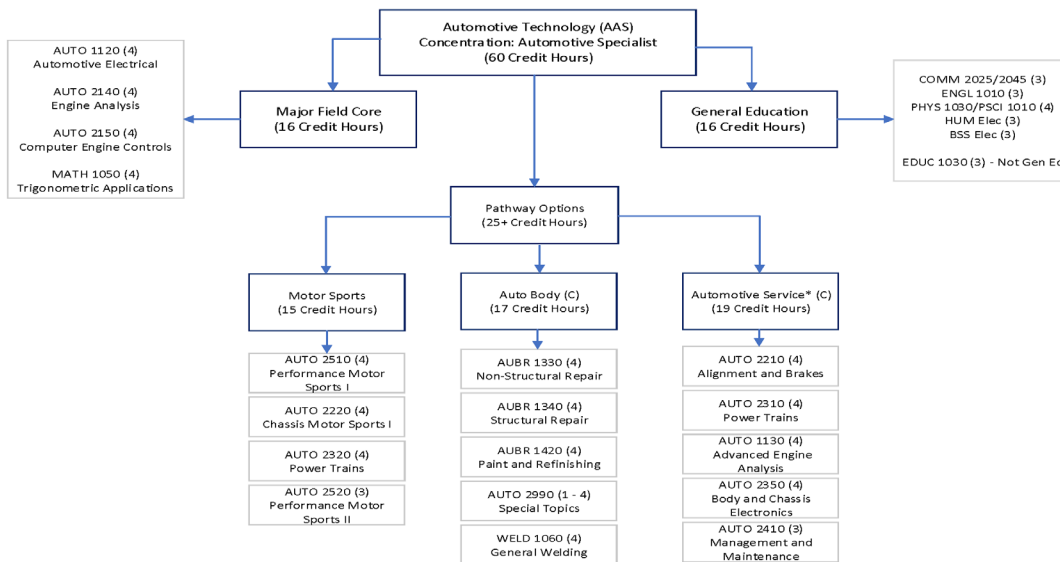 Automotive Technology (AAS)
Concentration: Automotive Specialist
(60 Credit Hours)
AUTO 1120 (4)
Automotive Electrical
AUTO 2140 (4)
Engine Analysis
AUTO 2150 (4)
Computer Engine Controls
MATH 1050 (4)
Trigonometric Applications
Major Field Core
(16 Credit Hours)
General Education
(16 Credit Hours)
COMM 2025/2045 (3)
ENGL 1010 (3)
PHYS 1030/PSCI 1010 (4)
HUM Elec (3)
BSS Elec (3)
EDUC 1030 (3) - Not Gen Ed
Pathway Options
(25+ Credit Hours)
Motor Sports
(15 Credit Hours)
AUTO 2510 (4)
Performance Motor
Sports I
AUTO 2220 (4)
Chassis Motor Sports I
AUTO 2320 (4)
Power Trains
AUTO 2520 (3)
Performance Motor
Sports II
Auto Body (C)
(17 Credit Hours)
AUBR 1330 (4)
Non-Structural Repair
AUBR 1340 (4)
Structural Repair
AUBR 1420 (4)
Paint and Refinishing
AUTO 2990 (1 - 4)
Special Topics
WELD 1060 (4)
General Welding
Automotive Service* (C)
(19 Credit Hours)
AUTO 2210 (4)
Alignment and Brakes
AUTO 2310 (4)
Power Trains
AUTO 1130 (4)
Advanced Engine
Analysis
AUTO 2350 (4)
Body and Chassis
Electronics
AUTO 2410 (3)
Management and
Maintenance